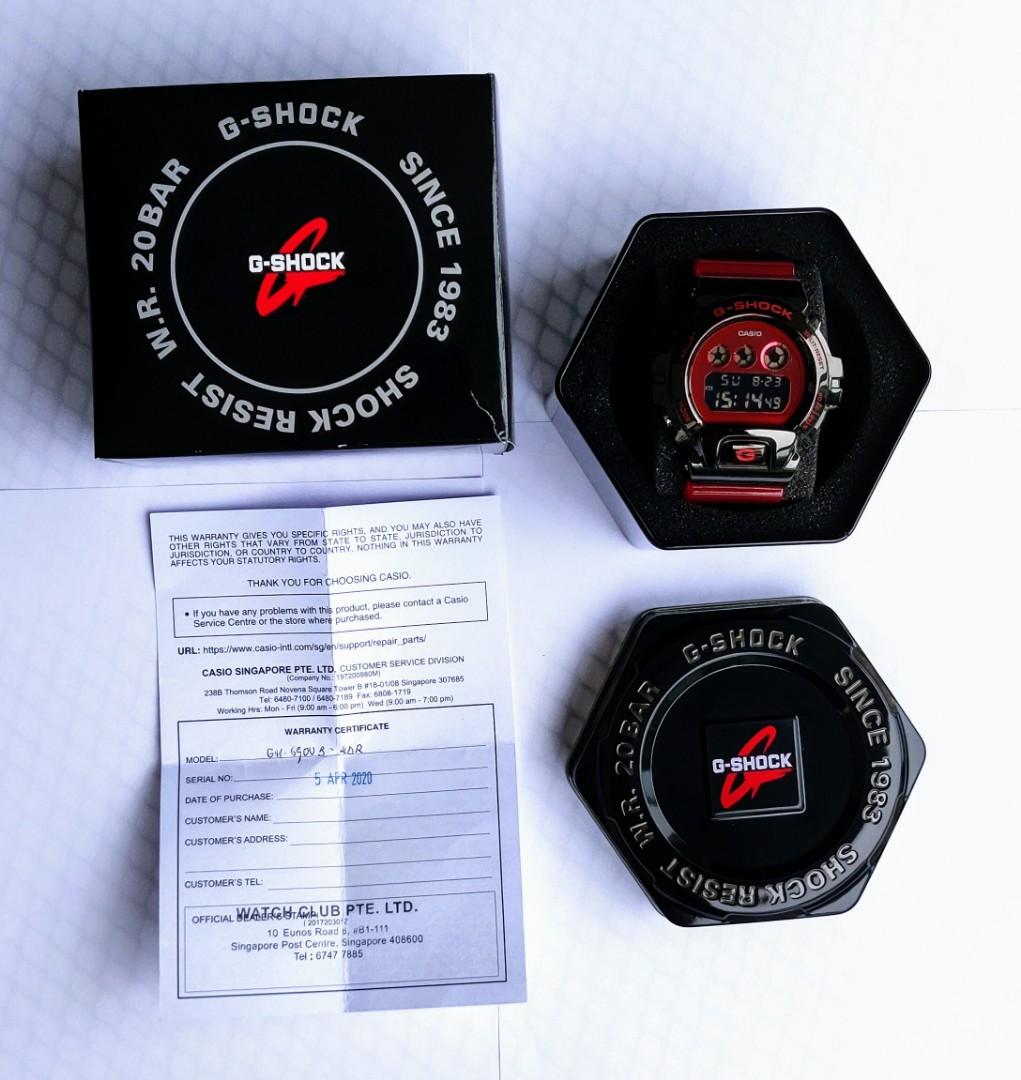 G-SHOCK
SINCE 1983
SHOCK RESIST
W.R. 20BAR
G-SHOCK
G-SHOCK
CASIO
SU 8-23
15:14 49
G
THIS WARRANTY GIVES YOU SPECIFIC RIGHTS, AND YOU MAY ALSO HAVE
OTHER RIGHTS THAT VARY FROM STATE TO STATE, JURISDICTION TO
JURISDICTION, OR COUNTRY TO COUNTRY. NOTHING IN THIS WARRANTY
AFFECTS YOUR STATUTORY RIGHTS.
THANK YOU FOR CHOOSING CASIO.
• If you have any problems with this product, please contact a Casio
Service Centre or the store where purchased.
URL: https://www.casio-intl.com/sg/en/support/repair_parts/
CASIO SINGAPORE PTE. LTD. CUSTOMER SERVICE DIVISION
(Company No.: 197200980M)
238B Thomson Road Novena Square Tower B #18-01/08 Singapore 307685
Tel: 6480-7100 / 6480-7189 Fax: 6808-1719
Working Hrs: Mon - Fri (9:00 am - 6:00 pm) Wed (9:00 am - 7:00 pm)
WARRANTY CERTIFICATE
MODEL:
SERIAL NO:
5 APR 2020
DATE OF PURCHASE:
CUSTOMER'S NAME:
CUSTOMER'S ADDRESS:
CUSTOMER'S TEL:
OFFICIAL DEALER'S STAMP
WATCH CLUB PTE. LTD.
10 Eunos Road 8, #B1-111
Singapore Post Centre, Singapore 408600
Tel : 6747 7885
G-SHOCK
SINCE 1983
SHOCK RESIST
W.R. 20 BAR
G-SHOCK